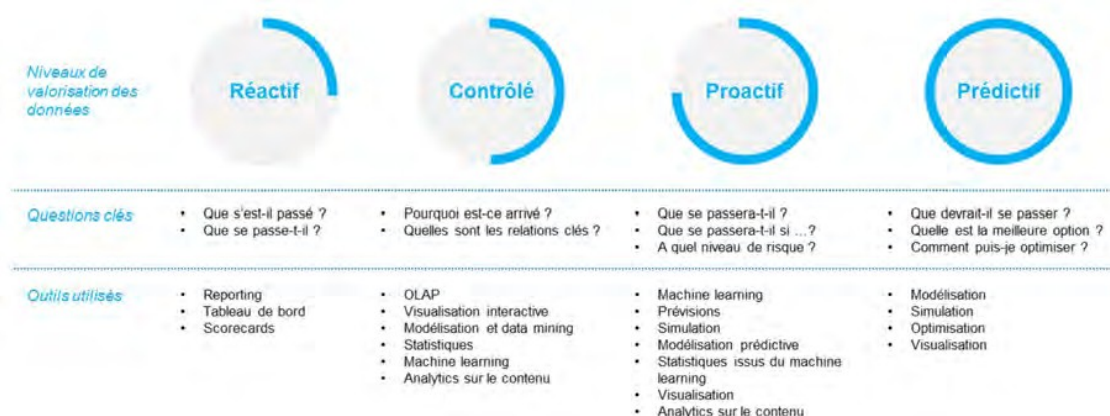 Niveaux de
valorisation des
données
Réactif
Contrôlé
Proactif
Prédictif
Questions clés
• Que s'est-il passé ?
• Que se passe-t-il ?
• Pourquoi est-ce arrivé ?
• Quelles sont les relations clés ?
• Que se passera-t-il ?
• Que se passera-t-il si ...?
• A quel niveau de risque ?
• Que devrait-il se passer ?
• Quelle est la meilleure option ?
• Comment puis-je optimiser ?
Outils utilisés
• Reporting
• Tableau de bord
• Scorecards
• OLAP
• Visualisation interactive
• Modélisation et data mining
• Statistiques
• Machine learning
• Analytics sur le contenu
• Machine learning
• Prévisions
• Simulation
• Modélisation prédictive
• Statistiques issus du machine
learning
• Visualisation
• Analytics sur le contenu
• Modélisation
• Simulation
• Optimisation
• Visualisation